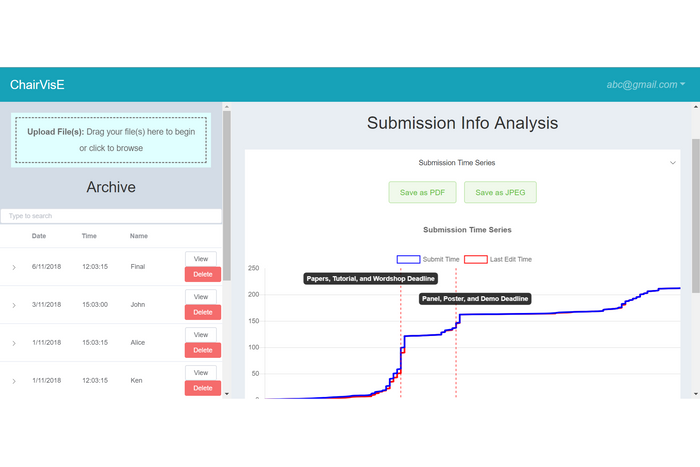 ChairVisE
abc@gmail.com
Upload File(s): Drag your file(s) here to begin
or click to browse
Archive
Type to search
Date Time Name
6/11/2018 12:03:15 Final View Delete
3/11/2018 15:03:00 John View Delete
1/11/2018 15:03:15 Alice View Delete
1/11/2018 12:03:15 Ken View Delete
Submission Info Analysis
Submission Time Series
Save as PDF Save as JPEG
Submission Time Series
Submit Time Last Edit Time
250
Papers, Tutorial, and Wordshop Deadline
200
Panel, Poster, and Demo Deadline
150
100
50